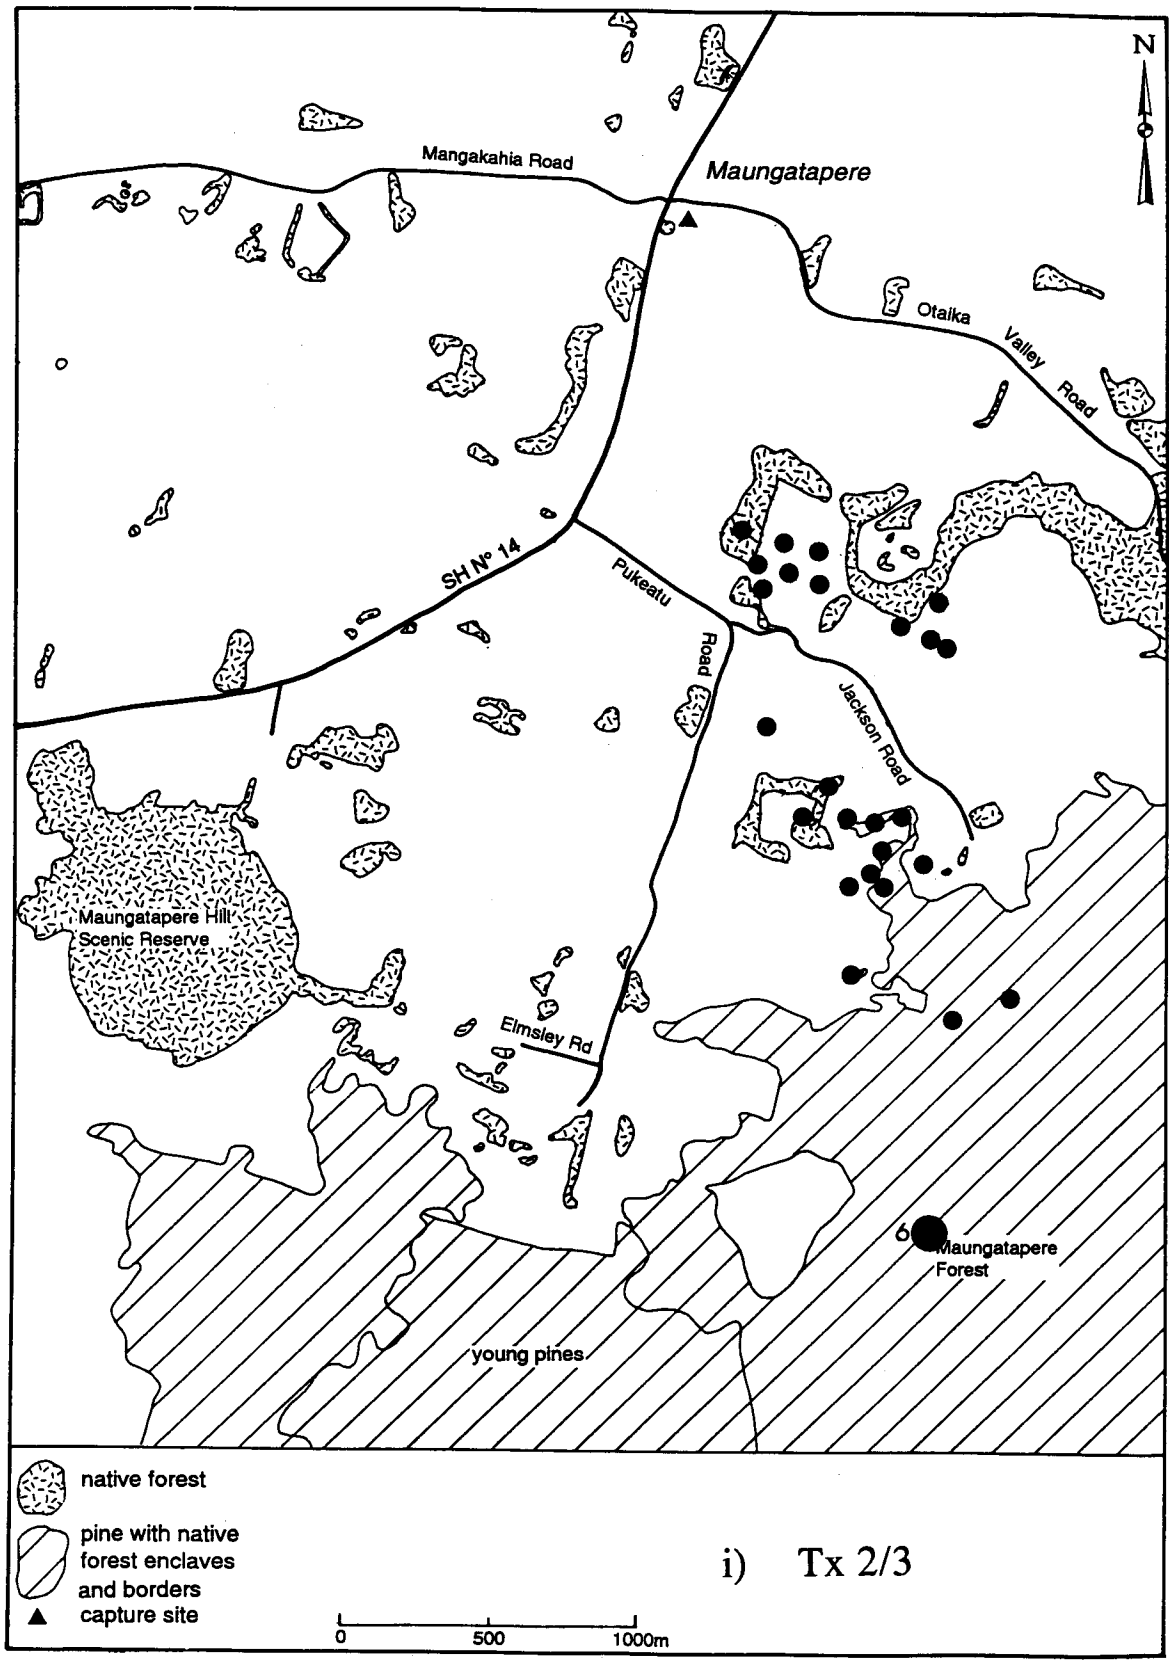 N
Mangakahia Road
Maungatapere
Otaika
Valley
Road
SH Nº 14
Pukeatu
Road
Jackson Road
Maungatapere Hill
Scenic Reserve
Elmsley Rd
6
Maungatapere
Forest
young pines
native forest
pine with native
forest enclaves
and borders
capture site
i) Tx 2/3
0 500 1000m